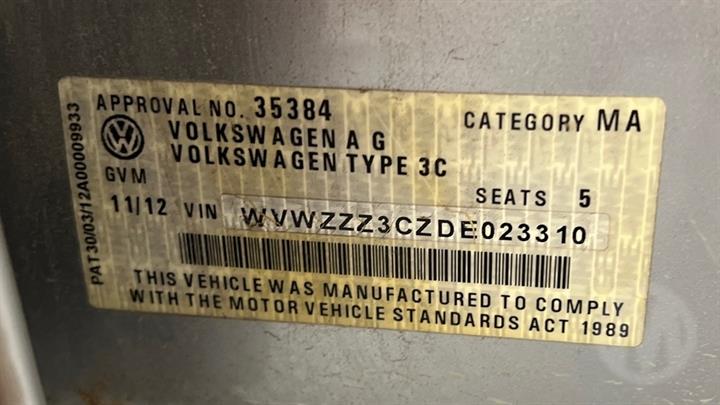 APPROVAL NO. 35384 CATEGORY MA
VOLKSWAGEN A G
VOLKSWAGEN TYPE 3C
GVM
SEATS 5
11/12 VIN WVWZZZ3CZDE023310
THIS VEHICLE WAS MANUFACTURED TO COMPLY
WITH THE MOTOR VEHICLE STANDARDS ACT 1989
PAT 30/03/12A00009933